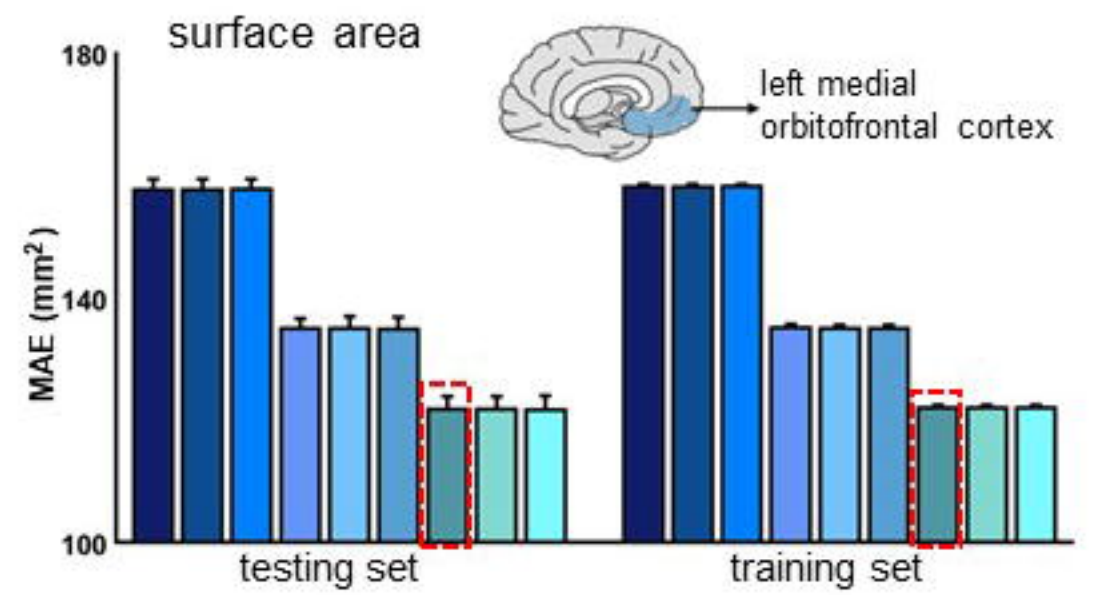 surface area
180
left medial
orbitofrontal cortex
MAE (mm²)
140
100
testing set
training set